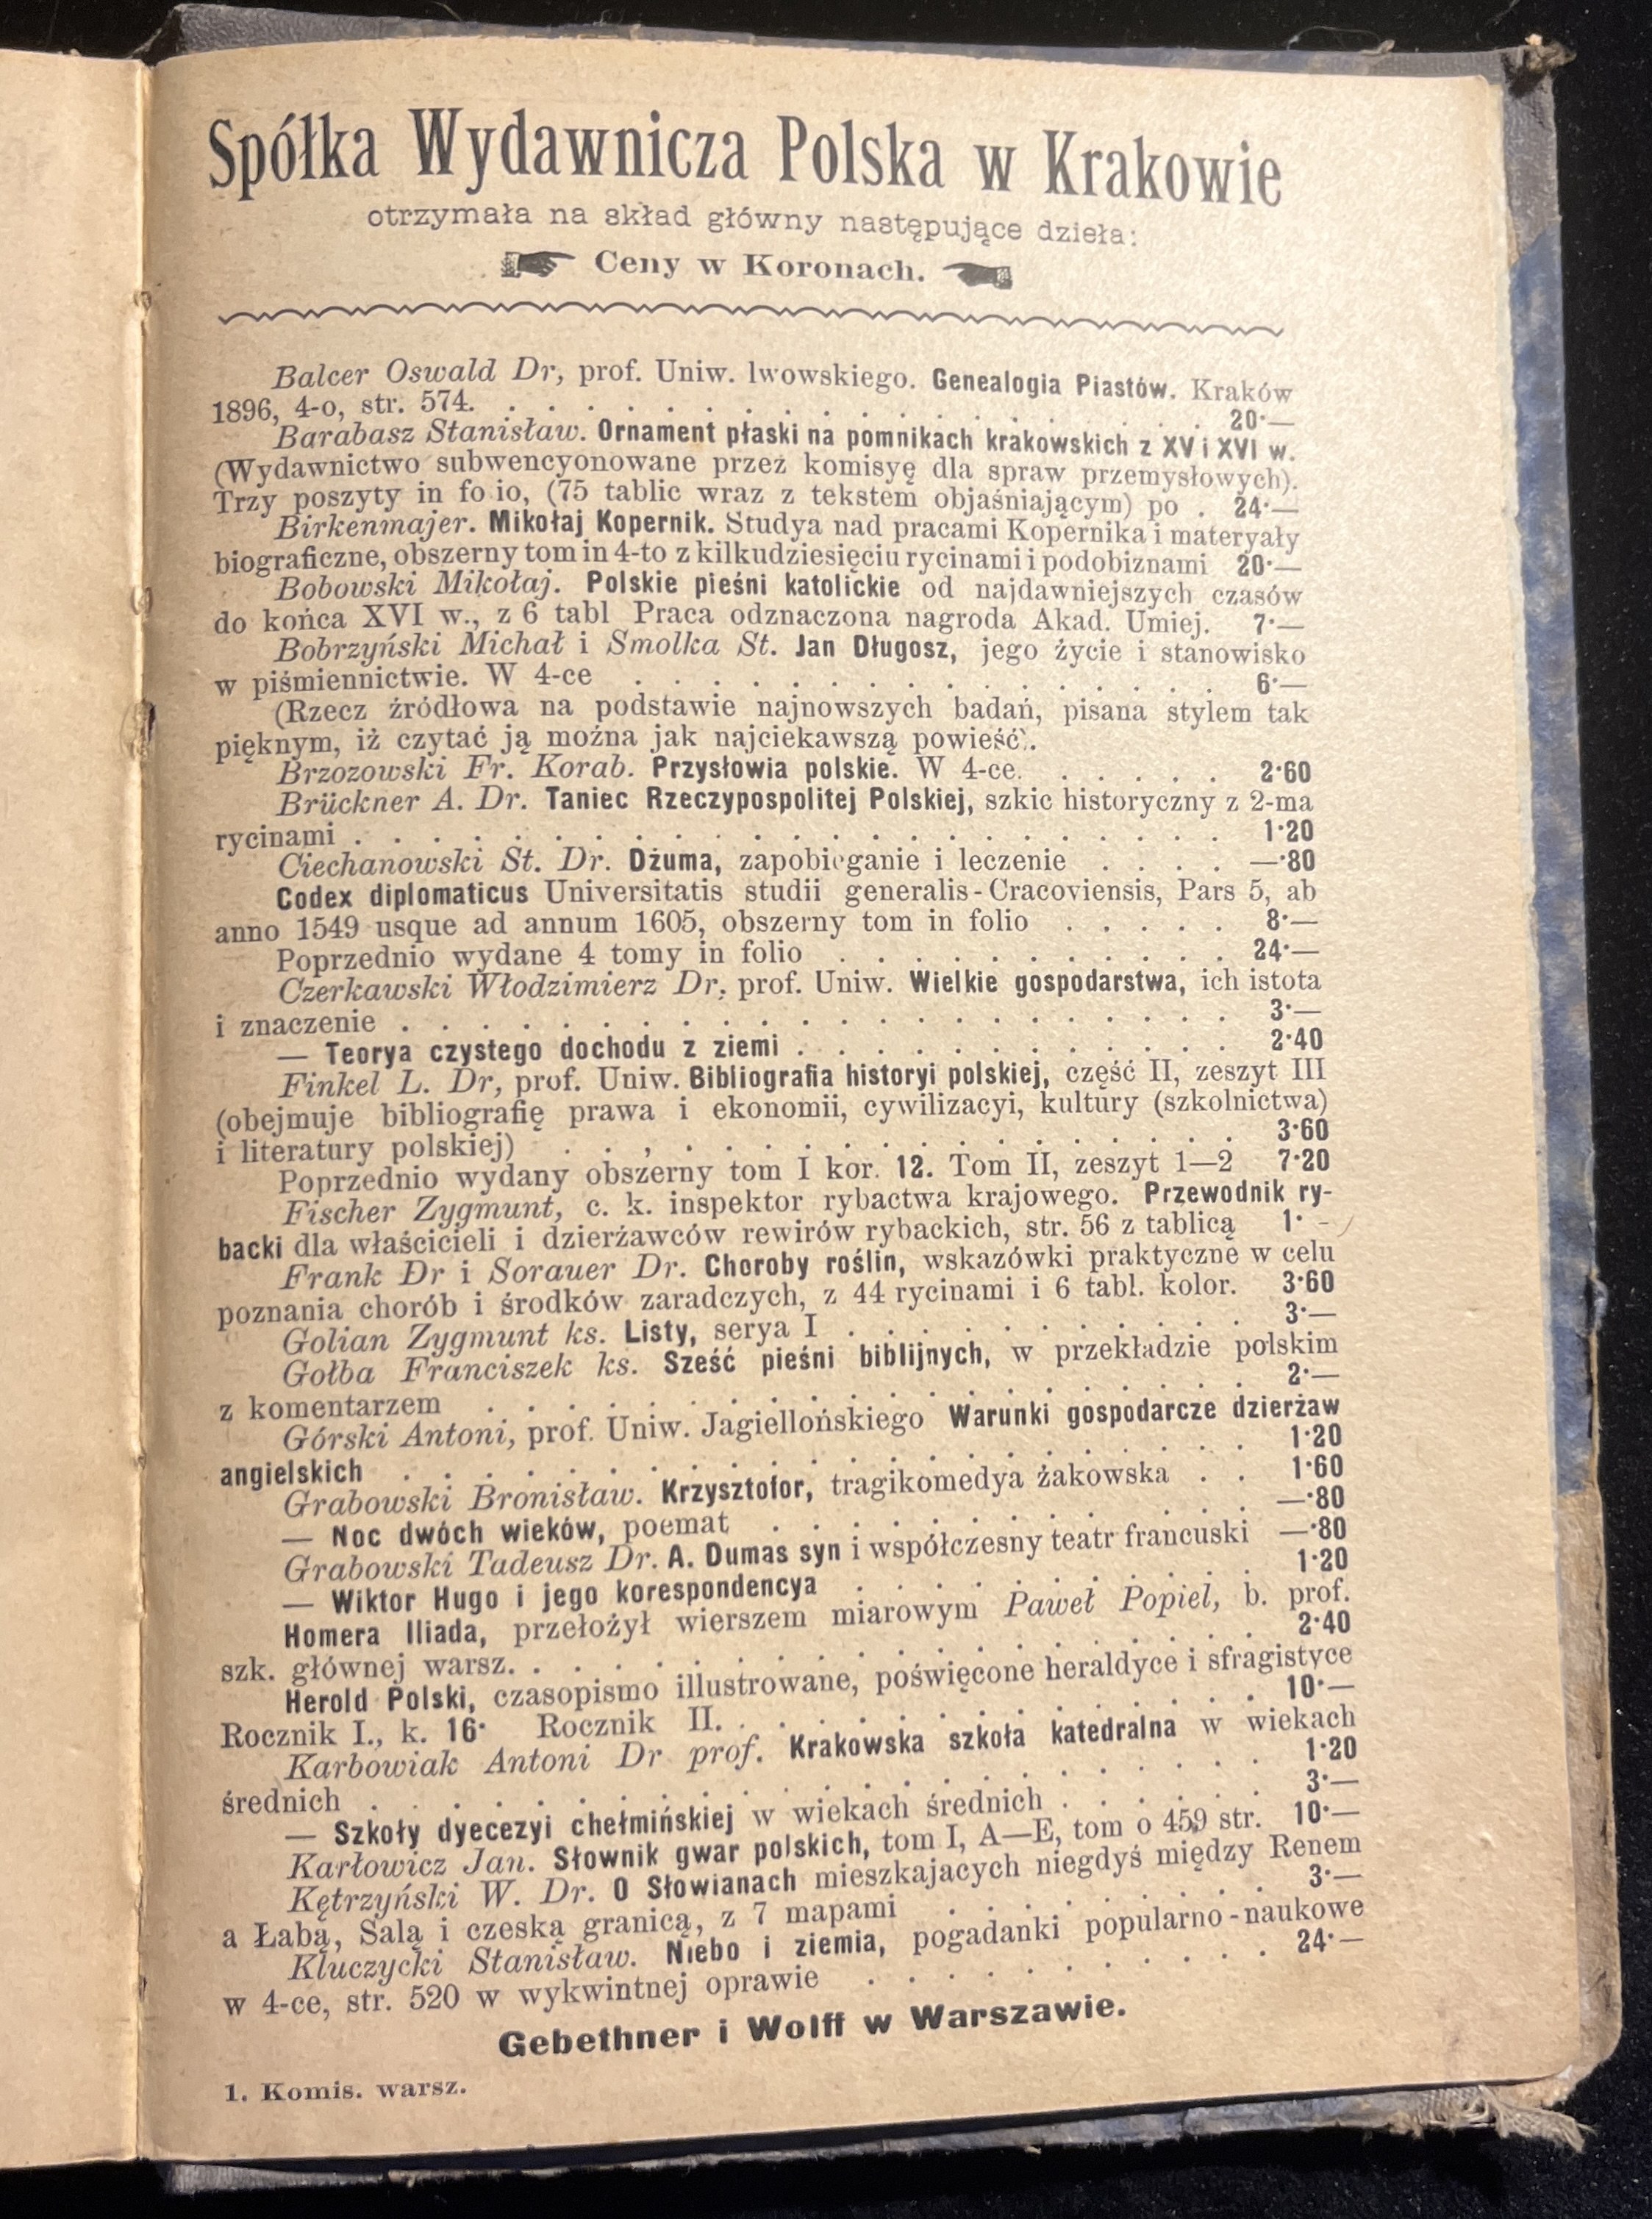 Spółka Wydawnicza Polska w Krakowie
otrzymała na skład główny następujące dzieła:
Ceny w Koronach.
Balcer Oswald Dr, prof. Uniw. lwowskiego. Genealogia Piastów. Kraków
1896, 4-o, str. 574. . . . . . . . . . . . . . . . . . . 20·—
Barabasz Stanisław. Ornament płaski na pomnikach krakowskich z XV i XVI w.
(Wydawnictwo subwencyonowane przez komisyę dla spraw przemysłowych).
Trzy poszyty in fo io, (75 tablic wraz z tekstem objaśniającym) po . 24·—
Birkenmajer. Mikołaj Kopernik. Studya nad pracami Kopernika i materyały
biograficzne, obszerny tom in 4-to z kilkudziesięciu rycinami i podobiznami 20·—
Bobowski Mikołaj. Polskie pieśni katolickie od najdawniejszych czasów
do końca XVI w., z 6 tabl Praca odznaczona nagroda Akad. Umiej. 7·—
Bobrzyński Michał i Smolka St. Jan Długosz, jego życie i stanowisko
w piśmiennictwie. W 4-ce . . . . . . . . . . . . . . . 6·—
(Rzecz źródłowa na podstawie najnowszych badań, pisana stylem tak
pięknym, iż czytać ją można jak najciekawszą powieść).
Brzozowski Fr. Korab. Przysłowia polskie. W 4-ce. . . . . . 2·60
Brückner A. Dr. Taniec Rzeczypospolitej Polskiej, szkic historyczny z 2-ma
rycinami . . . . . . . . . . . . . . . . . . . . . . 1·20
Ciechanowski St. Dr. Dżuma, zapobieganie i leczenie . . . . —·80
Codex diplomaticus Universitatis studii generalis-Cracoviensis, Pars 5, ab
anno 1549 usque ad annum 1605, obszerny tom in folio . . . . . 8·—
Poprzednio wydane 4 tomy in folio . . . . . . . . . . 24·—
Czerkawski Włodzimierz Dr, prof. Uniw. Wielkie gospodarstwa, ich istota
i znaczenie . . . . . . . . . . . . . . . . . . . . . 3·—
— Teorya czystego dochodu z ziemi . . . . . . . . . . . 2·40
Finkel L. Dr, prof. Uniw. Bibliografia historyi polskiej, część II, zeszyt III
(obejmuje bibliografię prawa i ekonomii, cywilizacyi, kultury (szkolnictwa)
i literatury polskiej) . . . . . . . . . . . . . . . . . 3·60
Poprzednio wydany obszerny tom I kor. 12. Tom II, zeszyt 1—2 7·20
Fischer Zygmunt, c. k. inspektor rybactwa krajowego. Przewodnik ry-
backi dla właścicieli i dzierżawców rewirów rybackich, str. 56 z tablicą 1· -
Frank Dr i Sorauer Dr. Choroby roślin, wskazówki praktyczne w celu
poznania chorób i środków zaradczych, z 44 rycinami i 6 tabl. kolor. 3·60
Golian Zygmunt ks. Listy, serya I . . . . . . . . . . . 3·—
Gołba Franciszek ks. Sześć pieśni biblijnych, w przekładzie polskim
z komentarzem . . . . . . . . . . . . . . . . . . . . 2·—
Górski Antoni, prof. Uniw. Jagiellońskiego Warunki gospodarcze dzierżaw
angielskich . . . . . . . . . . . . . . . . . . . . . 1·20
Grabowski Bronisław. Krzysztofor, tragikomedya żakowska . . 1·60
— Noc dwóch wieków, poemat . . . . . . . . . . . . —·80
Grabowski Tadeusz Dr. A. Dumas syn i współczesny teatr francuski —·80
— Wiktor Hugo i jego korespondencya . . . . . . . . . . 1·20
Homera Iliada, przełożył wierszem miarowym Paweł Popiel, b. prof.
szk. głównej warsz. . . . . . . . . . . . . . . . . . . 2·40
Herold Polski, czasopismo illustrowane, poświęcone heraldyce i sfragistyce
Rocznik I., k. 16· Rocznik II. . . . . . . . . . . . . . 10·—
Karbowiak Antoni Dr prof. Krakowska szkoła katedralna w wiekach
średnich . . . . . . . . . . . . . . . . . . . . . . 1·20
— Szkoły dyecezyi chełmińskiej w wiekach średnich . . . . . . 3·—
Karłowicz Jan. Słownik gwar polskich, tom I, A—E, tom o 459 str. 10·—
Kętrzyński W. Dr. O Słowianach mieszkajacych niegdyś między Renem
a Łabą, Salą i czeską granicą, z 7 mapami . . . . . . . . . 3·—
Kluczycki Stanisław. Niebo i ziemia, pogadanki popularno-naukowe
w 4-ce, str. 520 w wykwintnej oprawie . . . . . . . . . . . 24·—
Gebethner i Wolff w Warszawie.
1. Komis. warsz.